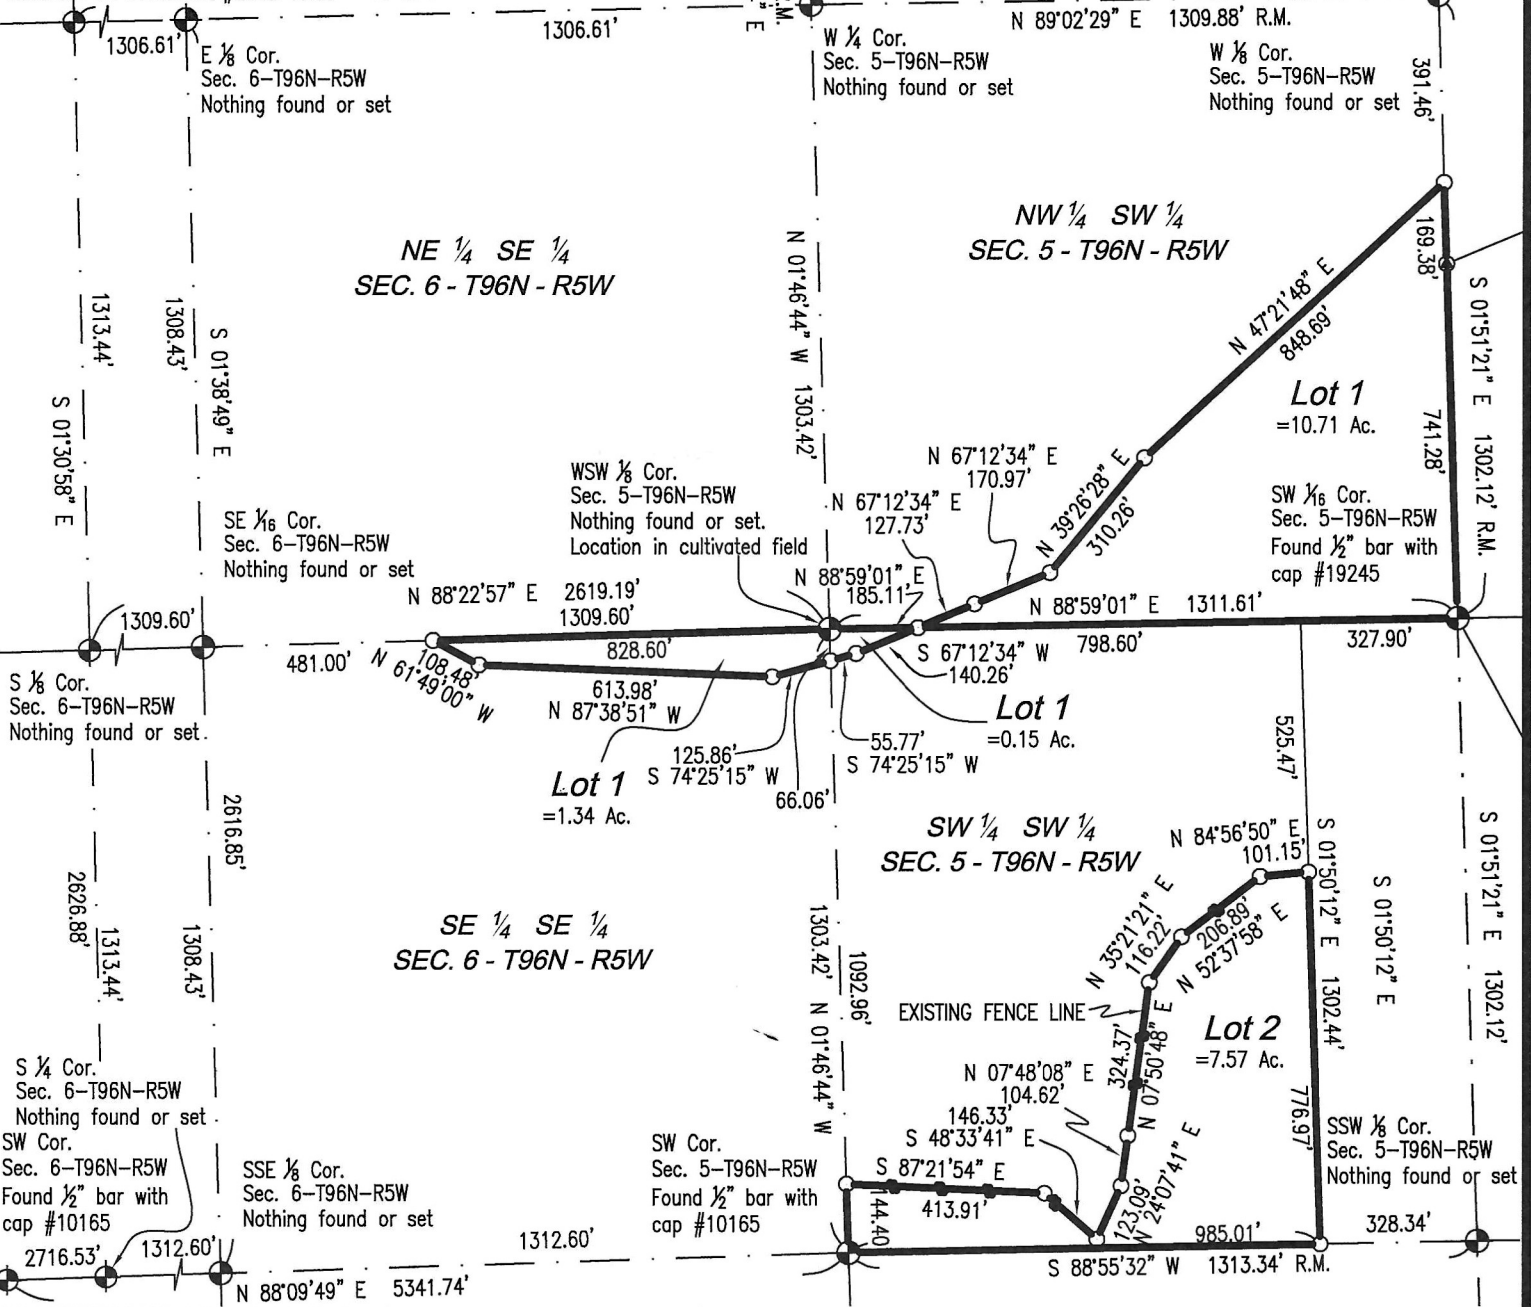 1306.61'
E 1/8 Cor.
Sec. 6-T96N-R5W
Nothing found or set
1306.61'
W 1/4 Cor.
Sec. 5-T96N-R5W
Nothing found or set
N 89°02'29" E 1309.88' R.M.
W 1/8 Cor.
Sec. 5-T96N-R5W
Nothing found or set
391.46'
NE 1/4 SE 1/4
SEC. 6 - T96N - R5W
NW 1/4 SW 1/4
SEC. 5 - T96N - R5W
N 01°46'44" W 1303.42'
169.38'
S 01°51'21" E 1302.12' R.M.
N 47°21'48" E
848.69'
1313.44'
1308.43'
S 01°38'49" E
S 01°30'58" E
Lot 1
=10.71 Ac.
741.28'
N 67°12'34" E
170.97'
N 67°12'34" E
127.73'
N 39°26'28" E
310.26'
WSW 1/8 Cor.
Sec. 5-T96N-R5W
Nothing found or set.
Location in cultivated field
SW 1/16 Cor.
Sec. 5-T96N-R5W
Found 1/2" bar with
cap #19245
SE 1/16 Cor.
Sec. 6-T96N-R5W
Nothing found or set
N 88°22'57" E 2619.19'
1309.60'
N 88°59'01" E
185.11'
N 88°59'01" E 1311.61'
1309.60'
481.00'
828.60'
S 67°12'34" W
140.26'
798.60'
327.90'
S 1/8 Cor.
Sec. 6-T96N-R5W
Nothing found or set.
108.48'
N 61°49'00" W
613.98'
N 87°38'51" W
125.86'
S 74°25'15" W
66.06'
55.77'
S 74°25'15" W
Lot 1
=0.15 Ac.
Lot 1
=1.34 Ac.
525.47'
2616.85'
SW 1/4 SW 1/4
SEC. 5 - T96N - R5W
N 84°56'50" E
101.15'
S 01°50'12" E 1302.44'
S 01°50'12" E
S 01°51'21" E 1302.12'
2626.88'
1313.44'
1308.43'
SE 1/4 SE 1/4
SEC. 6 - T96N - R5W
1303.42' N 01°46'44" W
1092.96'
N 35°21'21" E
116.22'
206.89'
N 52°37'58" E
EXISTING FENCE LINE
324.37'
N 07°50'48" E
Lot 2
=7.57 Ac.
776.97'
N 07°48'08" E
104.62'
146.33'
S 48°33'41" E
S 1/4 Cor.
Sec. 6-T96N-R5W
Nothing found or set
SW Cor.
Sec. 6-T96N-R5W
Found 1/2" bar with
cap #10165
SSE 1/8 Cor.
Sec. 6-T96N-R5W
Nothing found or set
SW Cor.
Sec. 5-T96N-R5W
Found 1/2" bar with
cap #10165
S 87°21'54" E
413.91'
144.40'
123.09'
N 24°07'41" E
SSW 1/8 Cor.
Sec. 5-T96N-R5W
Nothing found or set
2716.53'
1312.60'
1312.60'
985.01'
328.34'
N 88°09'49" E 5341.74'
S 88°55'32" W 1313.34' R.M.